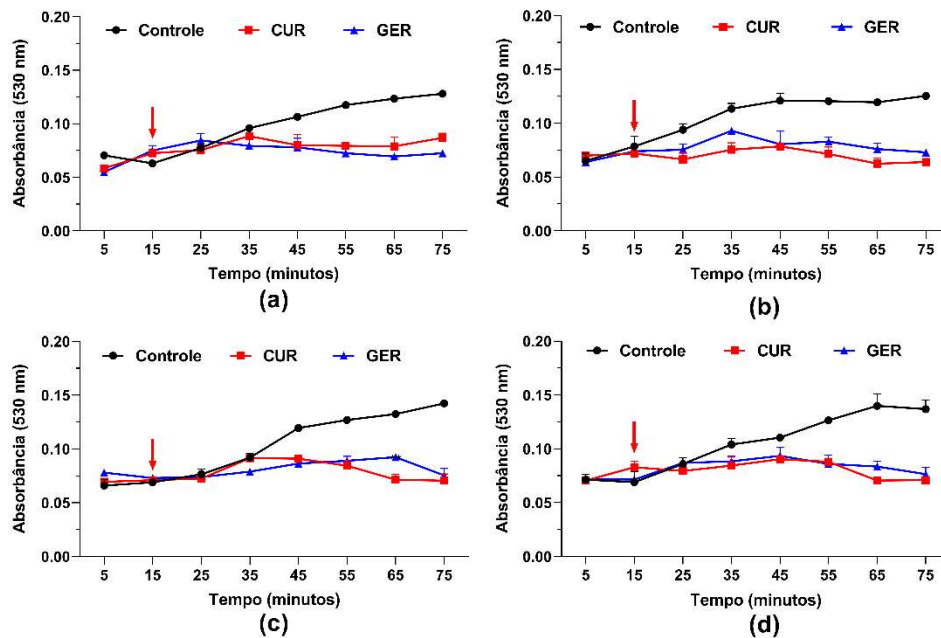 0.20
0.15
0.10
0.05
0.00
Absorbância (530 nm)
Controle CUR GER
5 15 25 35 45 55 65 75
Tempo (minutos)
(a)
0.20
0.15
0.10
0.05
0.00
Absorbância (530 nm)
Controle CUR GER
5 15 25 35 45 55 65 75
Tempo (minutos)
(b)
0.20
0.15
0.10
0.05
0.00
Absorbância (530 nm)
Controle CUR GER
5 15 25 35 45 55 65 75
Tempo (minutos)
(c)
0.20
0.15
0.10
0.05
0.00
Absorbância (530 nm)
Controle CUR GER
5 15 25 35 45 55 65 75
Tempo (minutos)
(d)